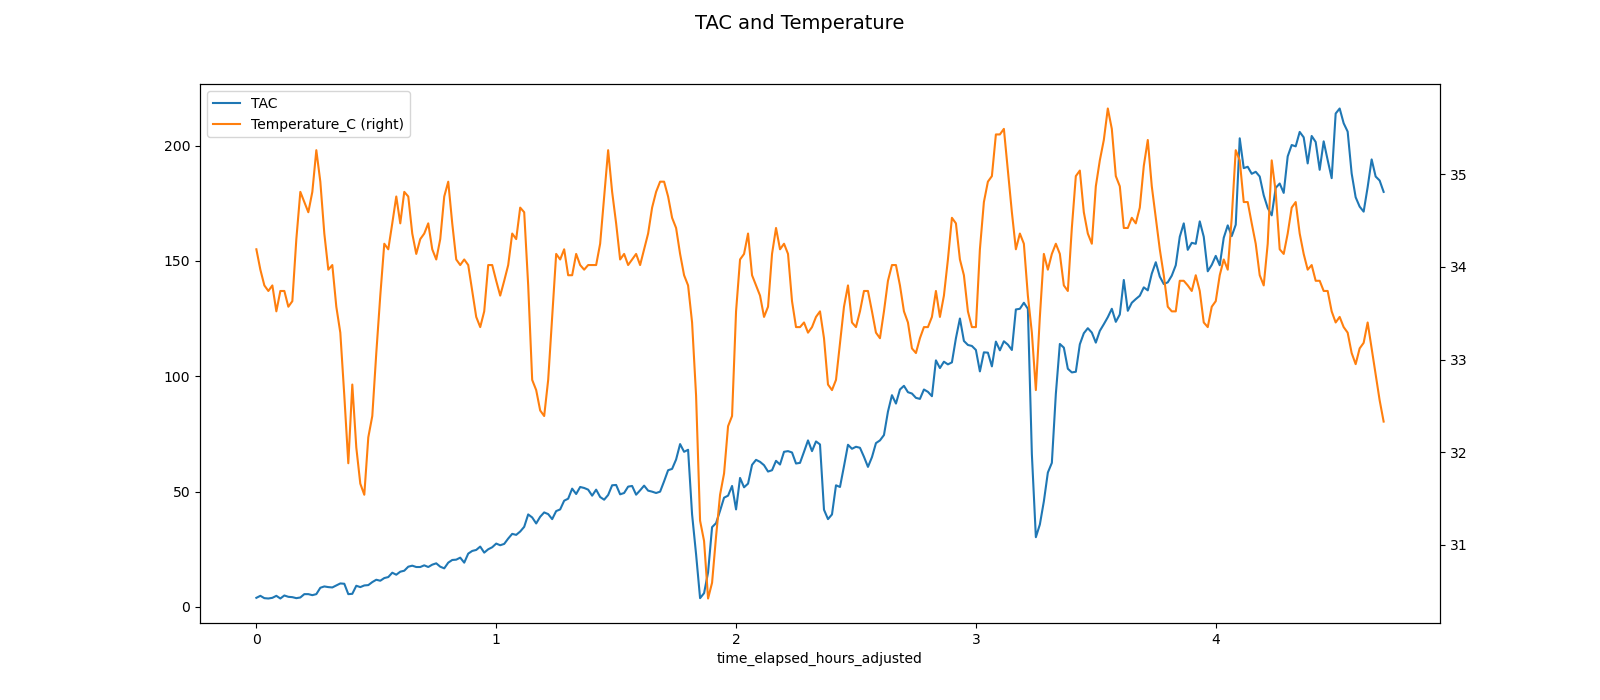 TAC and Temperature
TAC
Temperature_C (right)
200
150
100
50
0
35
34
33
32
31
0 1 2 3 4
time_elapsed_hours_adjusted